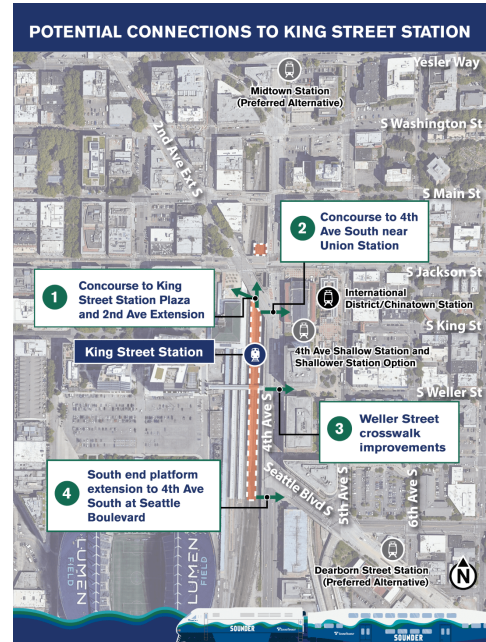 POTENTIAL CONNECTIONS TO KING STREET STATION
Yesler Way
Midtown Station
(Preferred Alternative)
2nd Ave Ext S
S Washington St
S Main St
2
Concourse to 4th
Ave South near
Union Station
S Jackson St
1
Concourse to King
Street Station Plaza
and 2nd Ave Extension
International
District/Chinatown Station
S King St
King Street Station
4th Ave Shallow Station and
Shallower Station Option
S Weller St
4th Ave S
3
Weller Street
crosswalk
improvements
4
South end platform
extension to 4th Ave
South at Seattle
Boulevard
Seattle Blvd S
5th Ave S
6th Ave S
LUMEN
FIELD
LUMEN
FIELD
Dearborn Street Station
(Preferred Alternative)
N
SOUNDER
SOUNDER